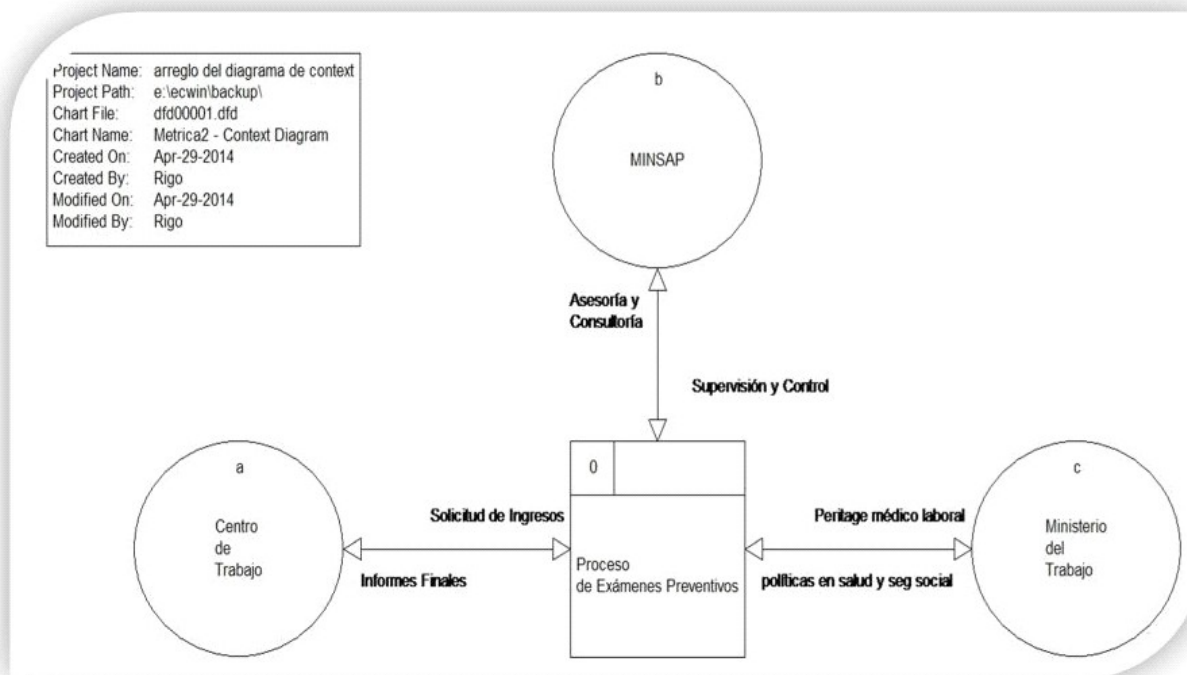 Project Name: arreglo del diagrama de context
Project Path: e:\ecwin\backup\
Chart File: dfd00001.dfd
Chart Name: Metrica2 - Context Diagram
Created On: Apr-29-2014
Created By: Rigo
Modified On: Apr-29-2014
Modified By: Rigo
b
MINSAP
Asesoría y
Consultoría
Supervisión y Control
a
Centro
de
Trabajo
Solicitud de Ingresos
Informes Finales
0
Proceso
de Exámenes Preventivos
Peritage médico laboral
políticas en salud y seg social
c
Ministerio
del
Trabajo